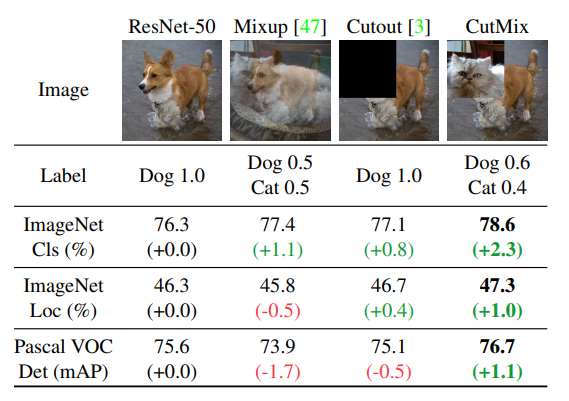 ResNet-50 Mixup [47] Cutout [3] CutMix
Image
Label Dog 1.0 Dog 0.5 Cat 0.5 Dog 1.0 Dog 0.6 Cat 0.4
ImageNet 76.3 77.4 77.1 78.6
Cls (%) (+0.0) (+1.1) (+0.8) (+2.3)
ImageNet 46.3 45.8 46.7 47.3
Loc (%) (+0.0) (-0.5) (+0.4) (+1.0)
Pascal VOC 75.6 73.9 75.1 76.7
Det (mAP) (+0.0) (-1.7) (-0.5) (+1.1)